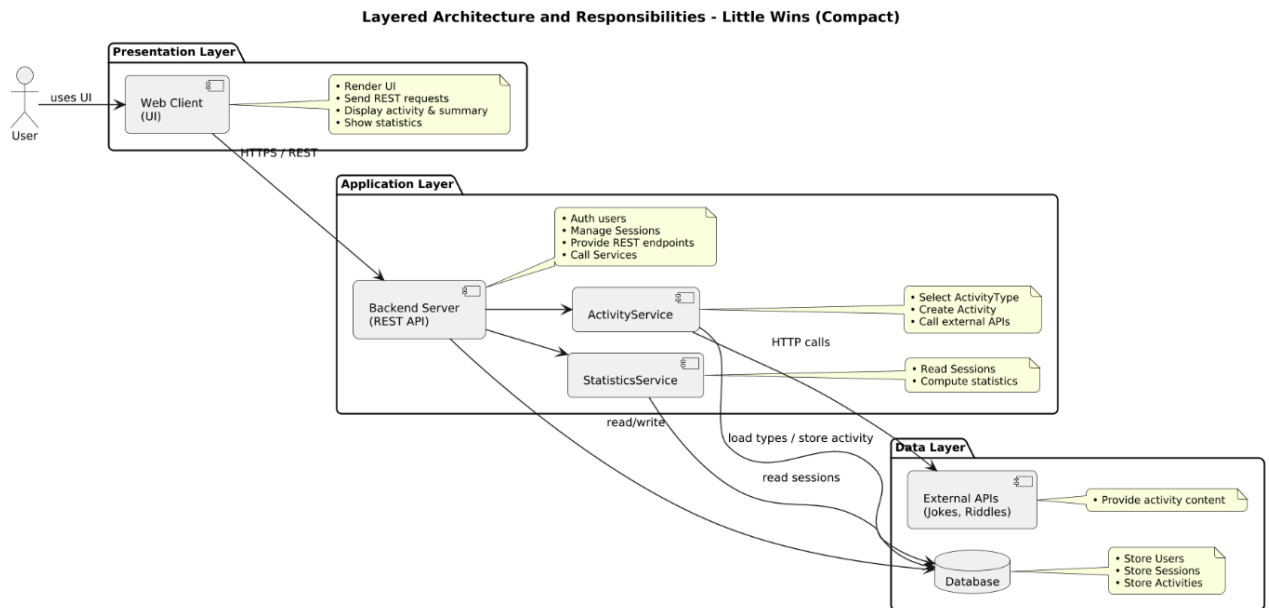 Layered Architecture and Responsibilities - Little Wins (Compact)
Presentation Layer
User
uses UI
Web Client
(UI)
• Render UI
• Send REST requests
• Display activity & summary
• Show statistics
HTTPS / REST
Application Layer
• Auth users
• Manage Sessions
• Provide REST endpoints
• Call Services
Backend Server
(REST API)
ActivityService
• Select ActivityType
• Create Activity
• Call external APIs
HTTP calls
StatisticsService
• Read Sessions
• Compute statistics
read/write
load types / store activity
read sessions
Data Layer
External APIs
(Jokes, Riddles)
• Provide activity content
Database
• Store Users
• Store Sessions
• Store Activities